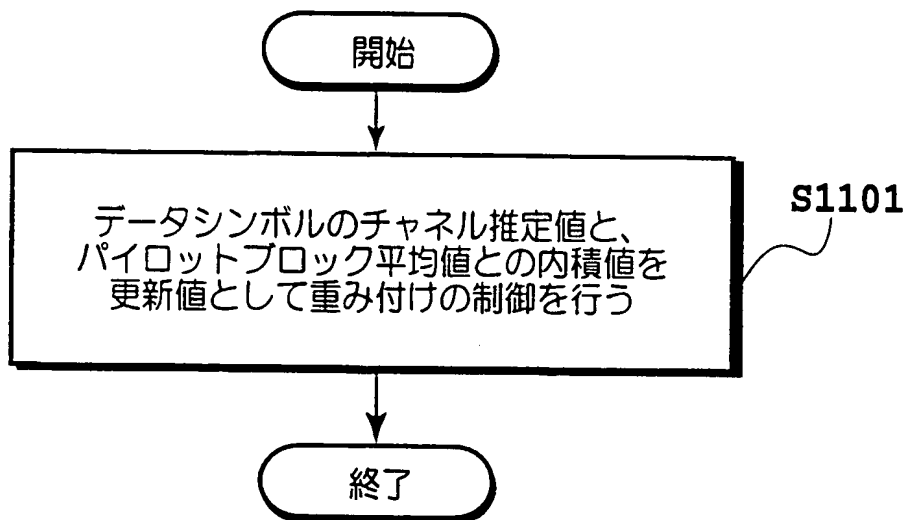 開始
データシンボルのチャネル推定値と、
パイロットブロック平均値との内積値を
更新値として重み付けの制御を行う
S1101
終了